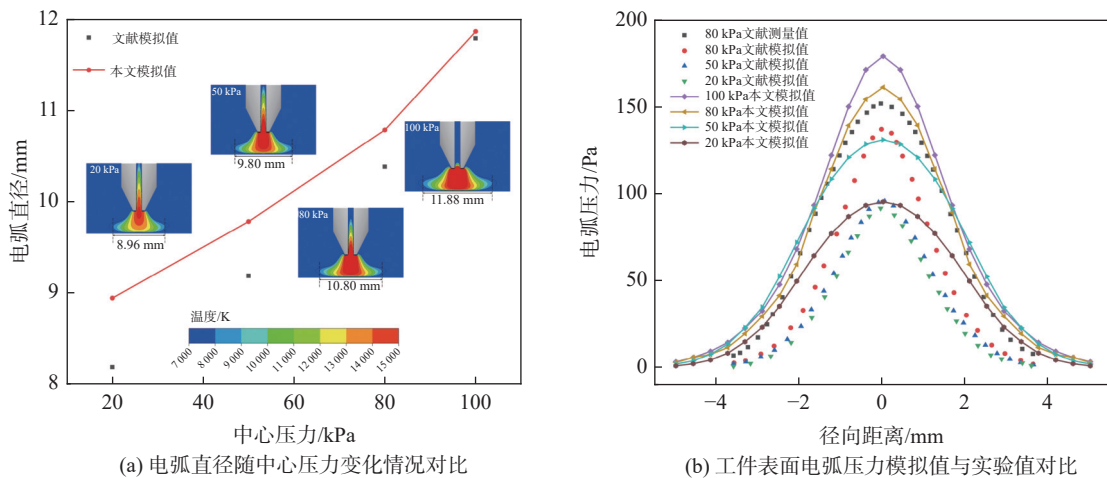 12
11
10
9
8
电弧直径/mm
文献模拟值
本文模拟值
50 kPa
9.80 mm
100 kPa
11.88 mm
20 kPa
8.96 mm
80 kPa
10.80 mm
温度/K
7 000 8 000 9 000 10 000 11 000 12 000 13 000 14 000 15 000
20 40 60 80 100
中心压力/kPa
(a) 电弧直径随中心压力变化情况对比
200
150
100
50
0
电弧压力/Pa
80 kPa文献测量值
80 kPa文献模拟值
50 kPa文献模拟值
20 kPa文献模拟值
100 kPa本文模拟值
80 kPa本文模拟值
50 kPa本文模拟值
20 kPa本文模拟值
−4 −2 0 2 4
径向距离/mm
(b) 工件表面电弧压力模拟值与实验值对比